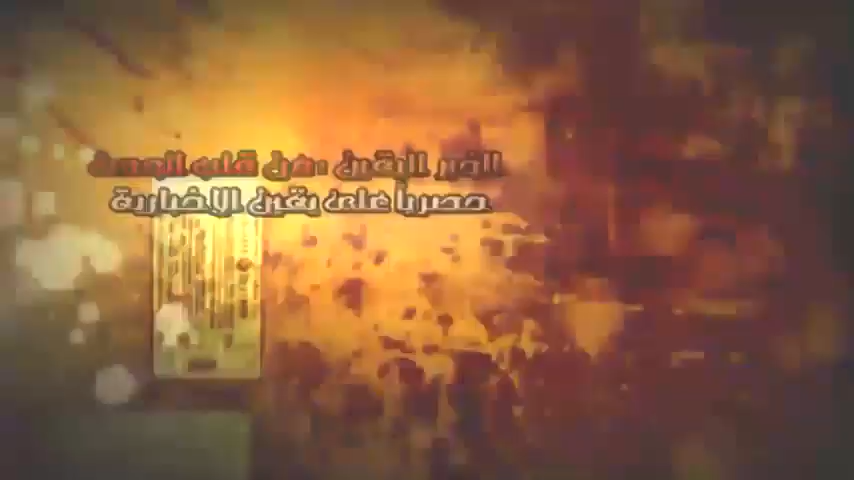 الخبر اليقين .. من قلب الحدث
حصرياً على يقين الإخبارية